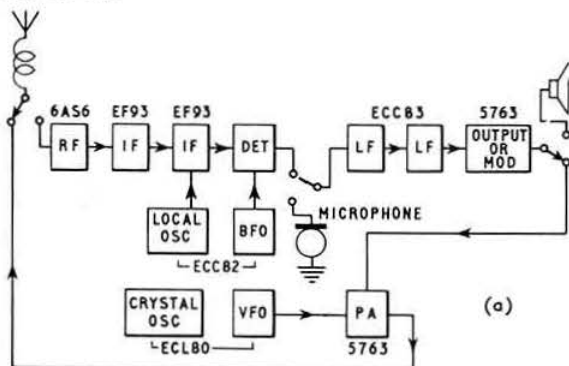 6AS6 EF93 EF93 ECC83 5763
RF IF IF DET LF LF OUTPUT
OR
MOD
LOCAL
OSC BFO
MICROPHONE
ECC82
CRYSTAL
OSC VFO PA
ECL80 5763
(a)